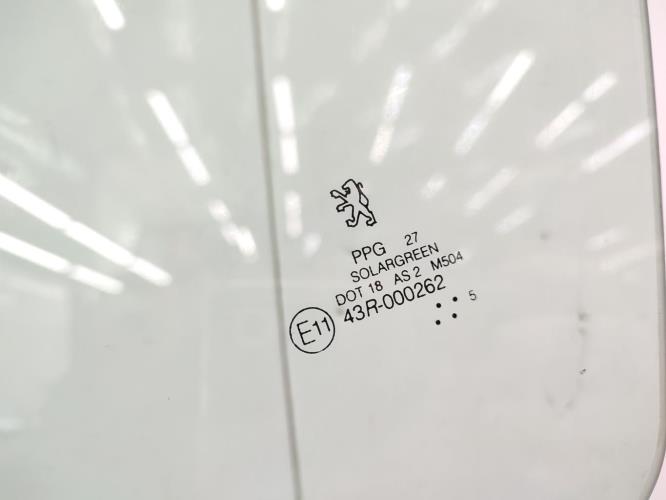 PPG 27
SOLARGREEN
DOT 18 AS 2 M504
43R-000262
E11
5